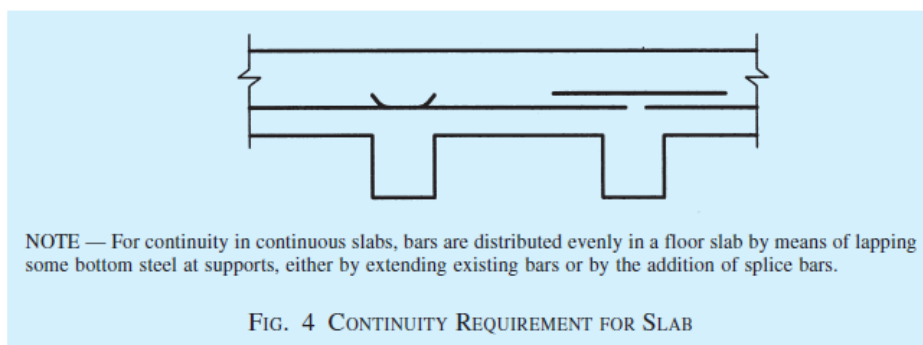 NOTE — For continuity in continuous slabs, bars are distributed evenly in a floor slab by means of lapping
some bottom steel at supports, either by extending existing bars or by the addition of splice bars.
FIG. 4 CONTINUITY REQUIREMENT FOR SLAB